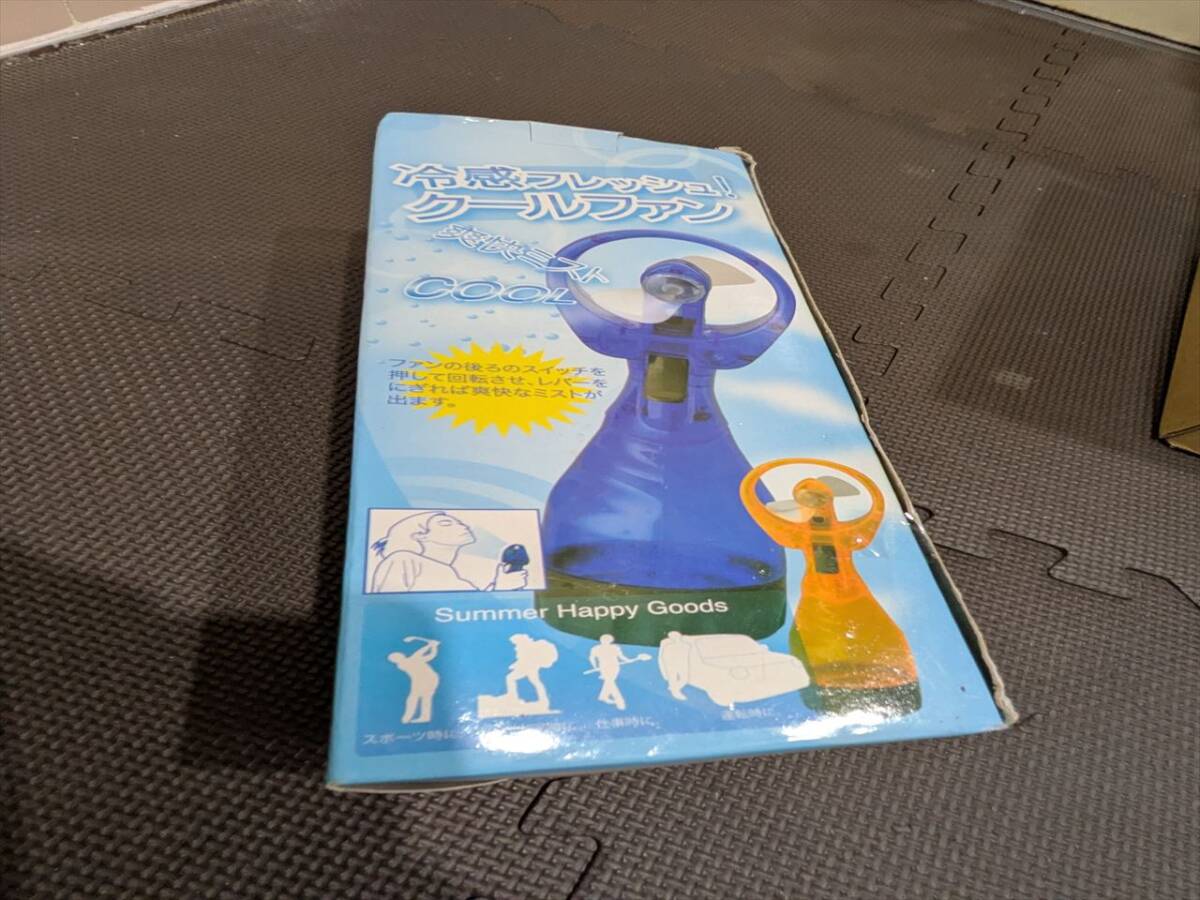 冷感フレッシュ!
クールファン
爽快ミスト
COOL
ファンの後ろのスイッチを
押して回転させ、レバーを
にぎれば爽快なミストが
出ます。
Summer Happy Goods
スポーツ時に
仕事時に
運転時に